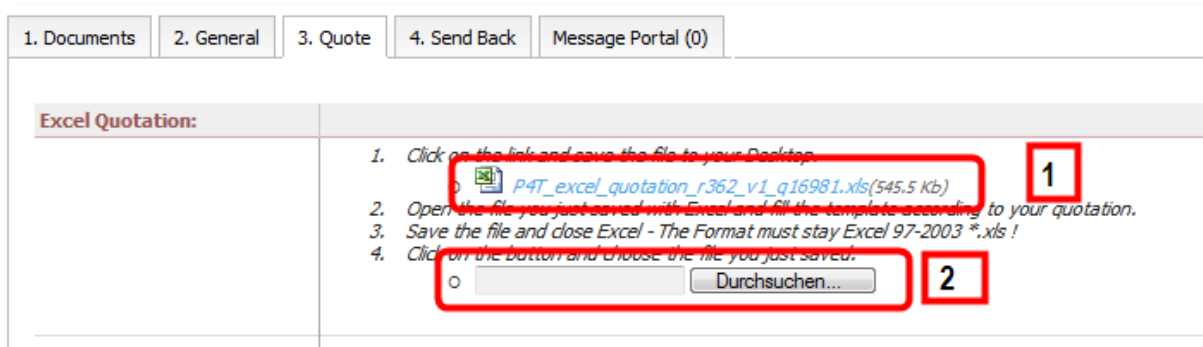 1. Documents 2. General 3. Quote 4. Send Back Message Portal (0)
Excel Quotation:
1. Click on the link and save the file to your Desktop.
P4T_excel_quotation_r362_v1_q16981.xls(545.5 Kb)
1
2. Open the file you just saved with Excel and fill the template according to your quotation.
3. Save the file and close Excel - The Format must stay Excel 97-2003 *.xls !
4. Click on the button and choose the file you just saved.
Durchsuchen...
2